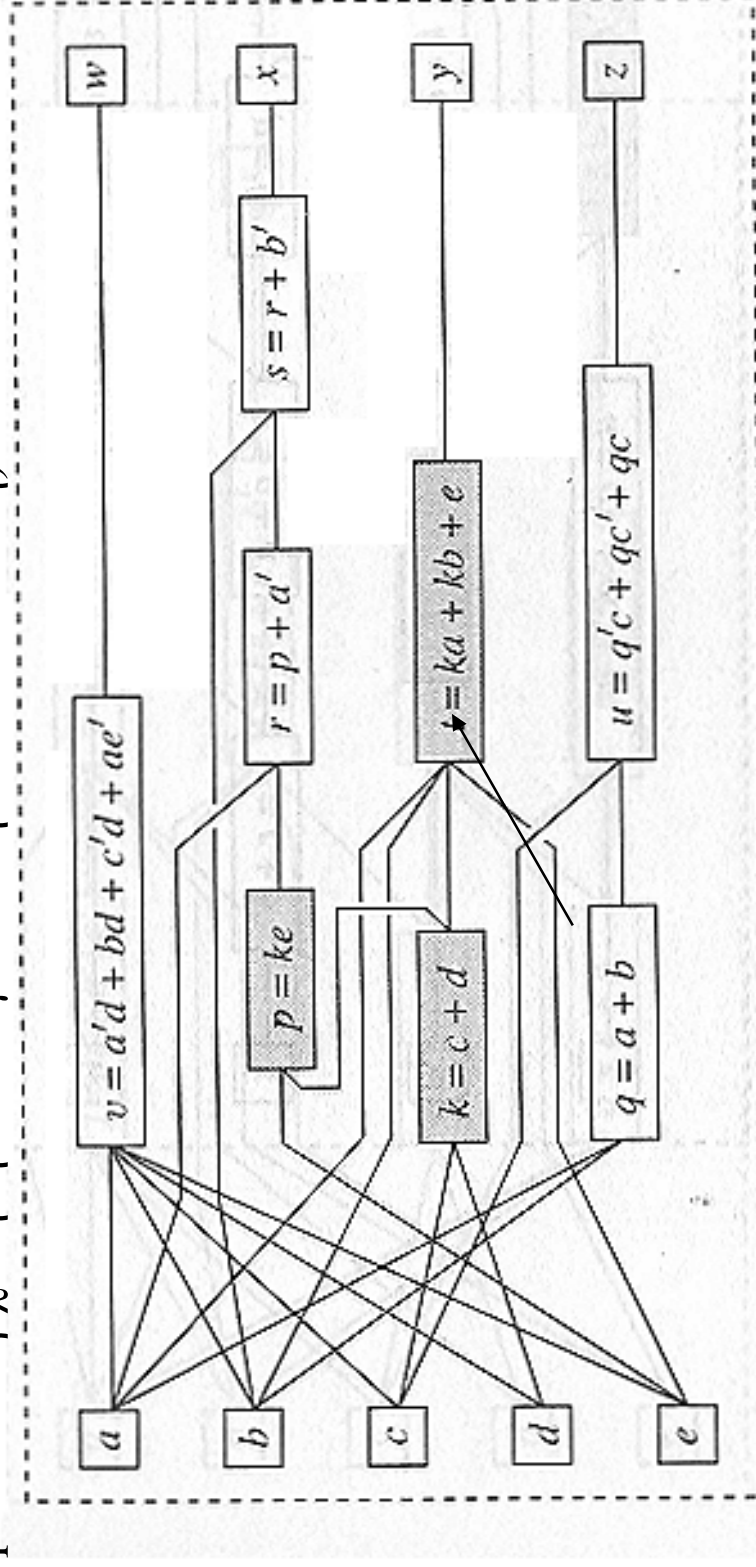 a
v = a'd + bd + c'd + ae'
w
b
p = ke
r = p + a'
s = r + b'
x
c
k = c + d
t = ka + kb + e
y
d
q = a + b
u = q'c + qc' + qc
z
e